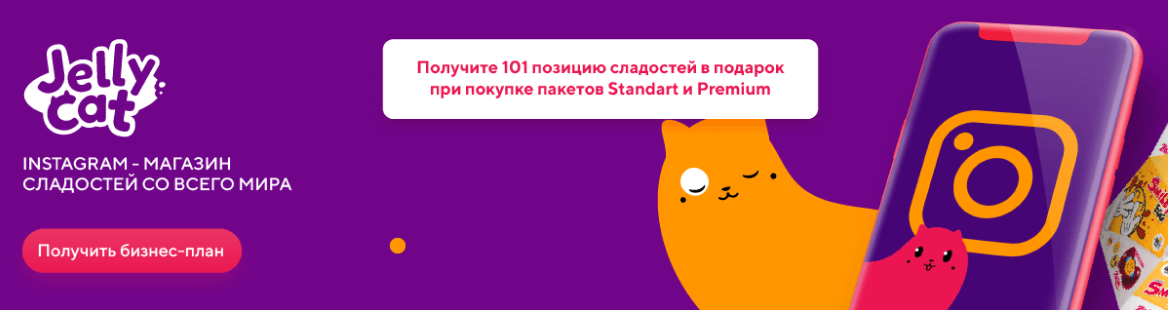 Jelly
Cat
INSTAGRAM - МАГАЗИН
СЛАДОСТЕЙ СО ВСЕГО МИРА
Получить бизнес-план
Получите 101 позицию сладостей в подарок
при покупке пакетов Standart и Premium